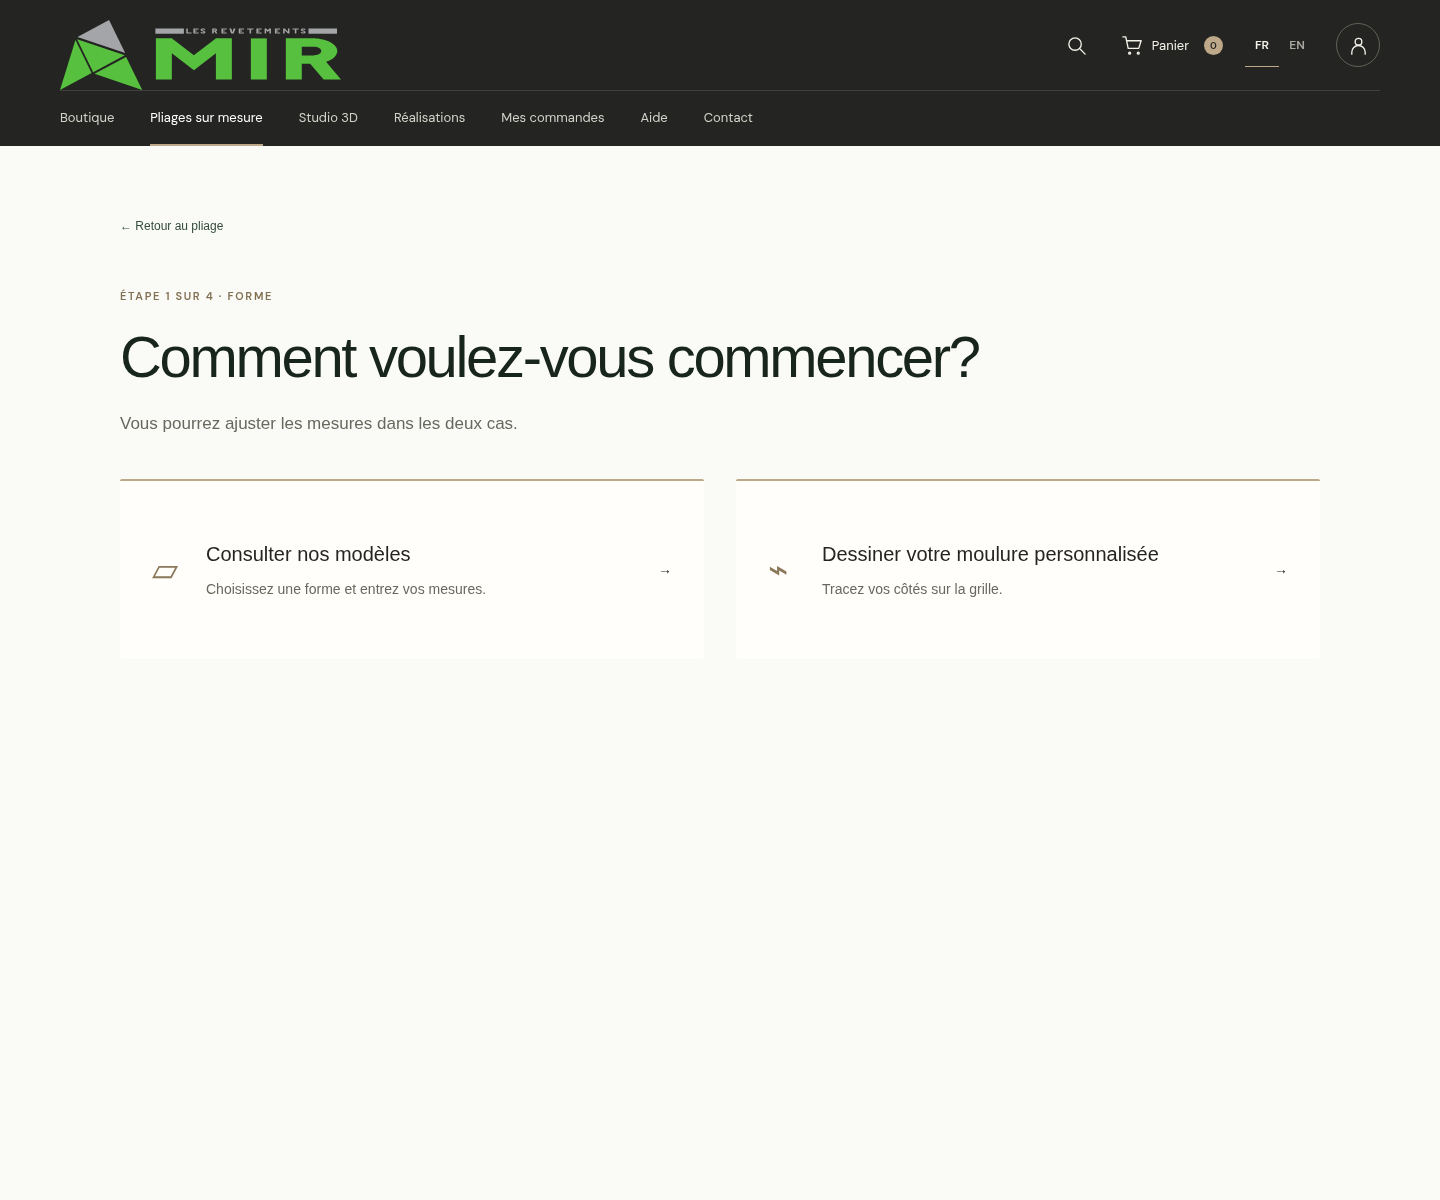 LES REVETEMENTS
MIR
Panier 0 FR EN
Boutique Pliages sur mesure Studio 3D Réalisations Mes commandes Aide Contact
← Retour au pliage
ÉTAPE 1 SUR 4 · FORME
Comment voulez-vous commencer?
Vous pourrez ajuster les mesures dans les deux cas.
Consulter nos modèles
Choisissez une forme et entrez vos mesures.
→
Dessiner votre moulure personnalisée
Tracez vos côtés sur la grille.
→